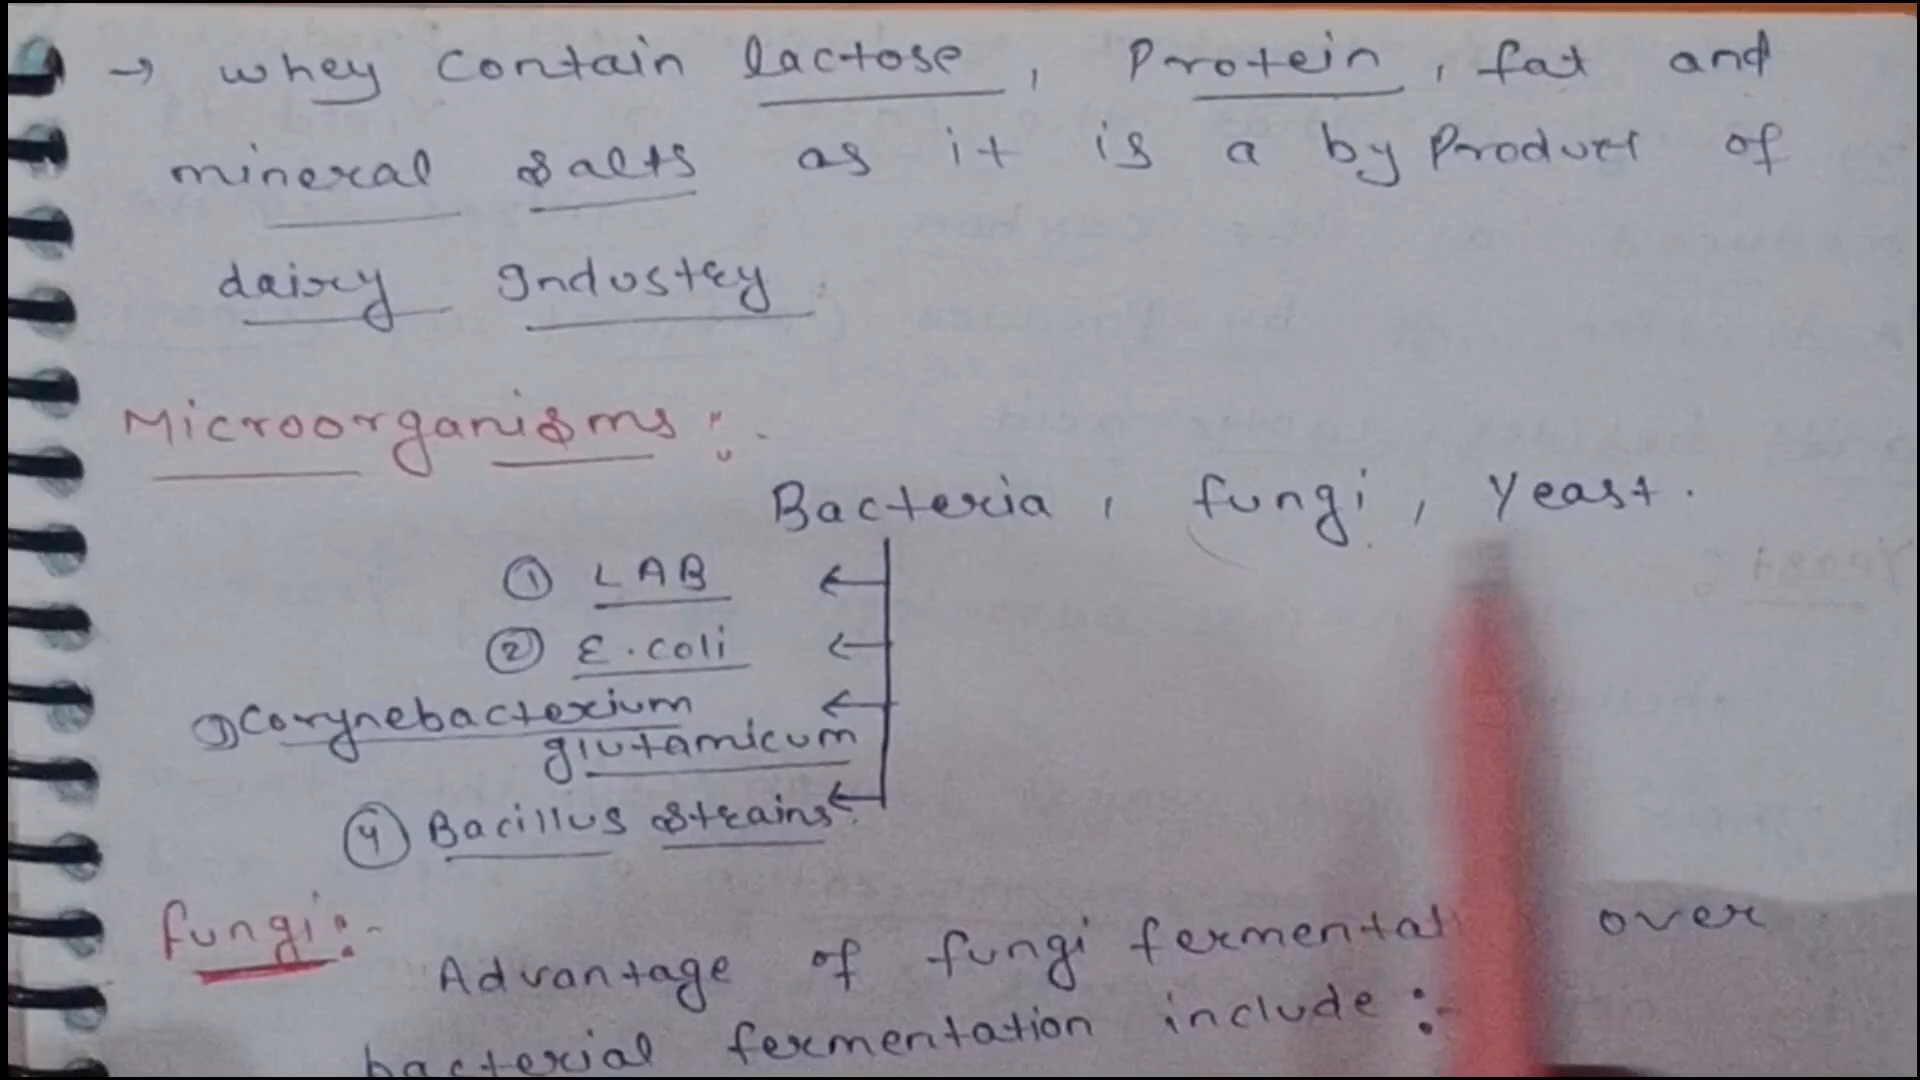 → whey contain lactose, Protein, fat and
mineral salts as it is a by Product of
dairy Industry
Microorganisms :-
Bacteria, fungi, Yeast.
① LAB ←
② E.coli ←
③ Corynebacterium ←
glutamicum
④ Bacillus strains ←
fungi :-
Advantage of fungi fermentat over
bacterial fermentation include :-